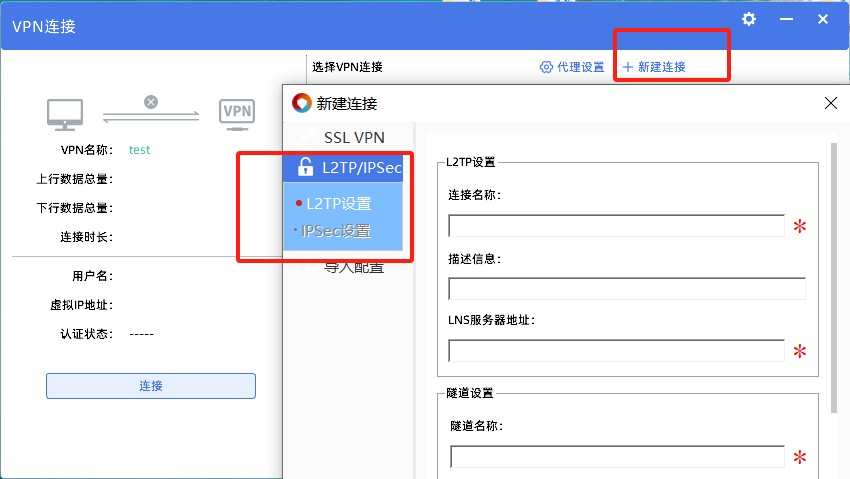 VPN连接
选择VPN连接
代理设置
+ 新建连接
VPN
VPN名称： test
上行数据总量：
下行数据总量：
连接时长：
用户名：
虚拟IP地址：
认证状态： -----
连接
新建连接
SSL VPN
L2TP/IPSec
L2TP设置
IPSec设置
导入配置
L2TP设置
连接名称：
*
描述信息：
LNS服务器地址：
*
隧道设置
隧道名称：
*